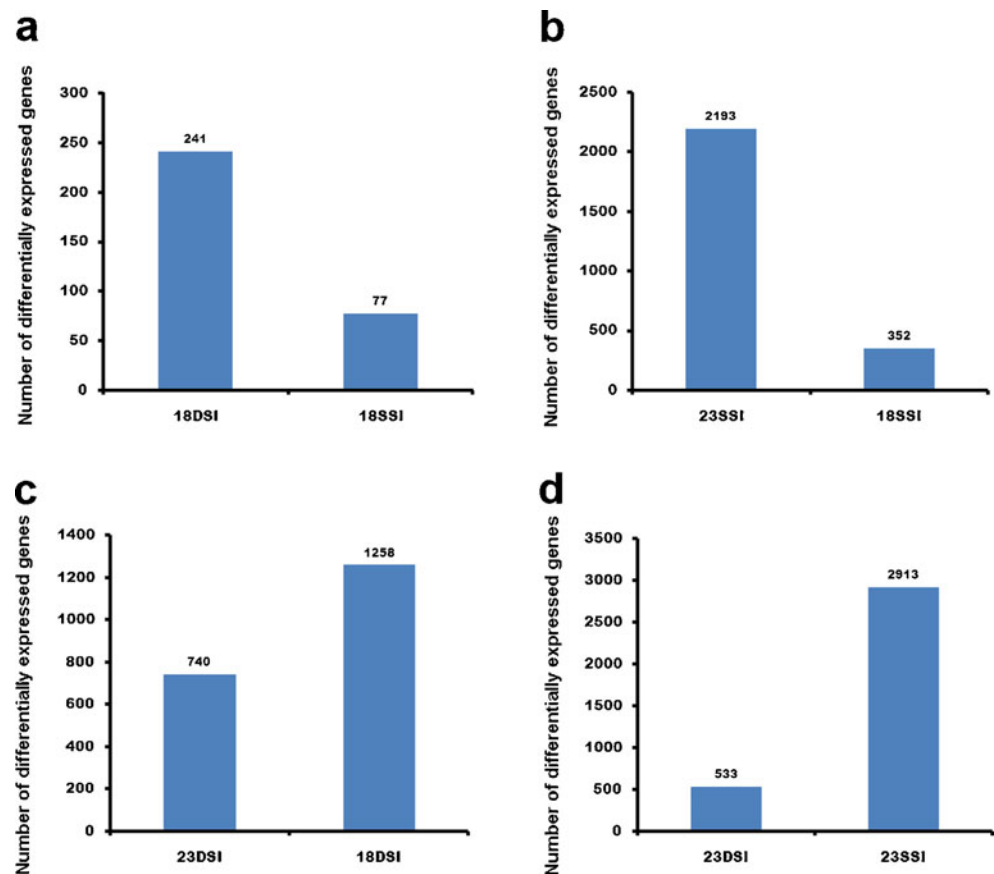 a
Number of differentially expressed genes
300
250
200
150
100
50
0
241
77
18DSI
18SSI
b
Number of differentially expressed genes
2500
2000
1500
1000
500
0
2193
352
23SSI
18SSI
c
Number of differentially expressed genes
1400
1200
1000
800
600
400
200
0
740
1258
23DSI
18DSI
d
Number of differentially expressed genes
3500
3000
2500
2000
1500
1000
500
0
533
2913
23DSI
23SSI